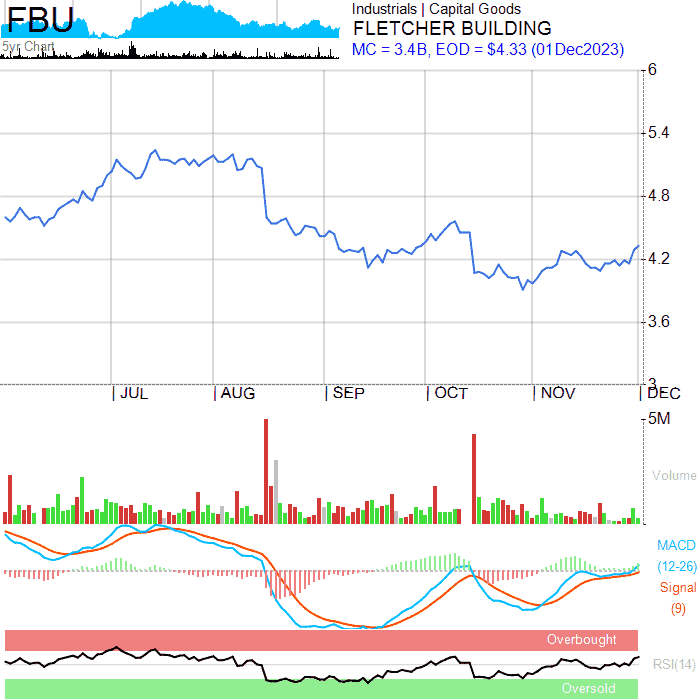 FBU
5yr Chart
Industrials | Capital Goods
FLETCHER BUILDING
MC = 3.4B, EOD = $4.33 (01Dec2023)
6
5.4
4.8
4.2
3.6
3
| JUL | AUG | SEP | OCT | NOV | DEC
5M
Volume
MACD
(12-26)
Signal
(9)
Overbought
RSI(14)
Oversold